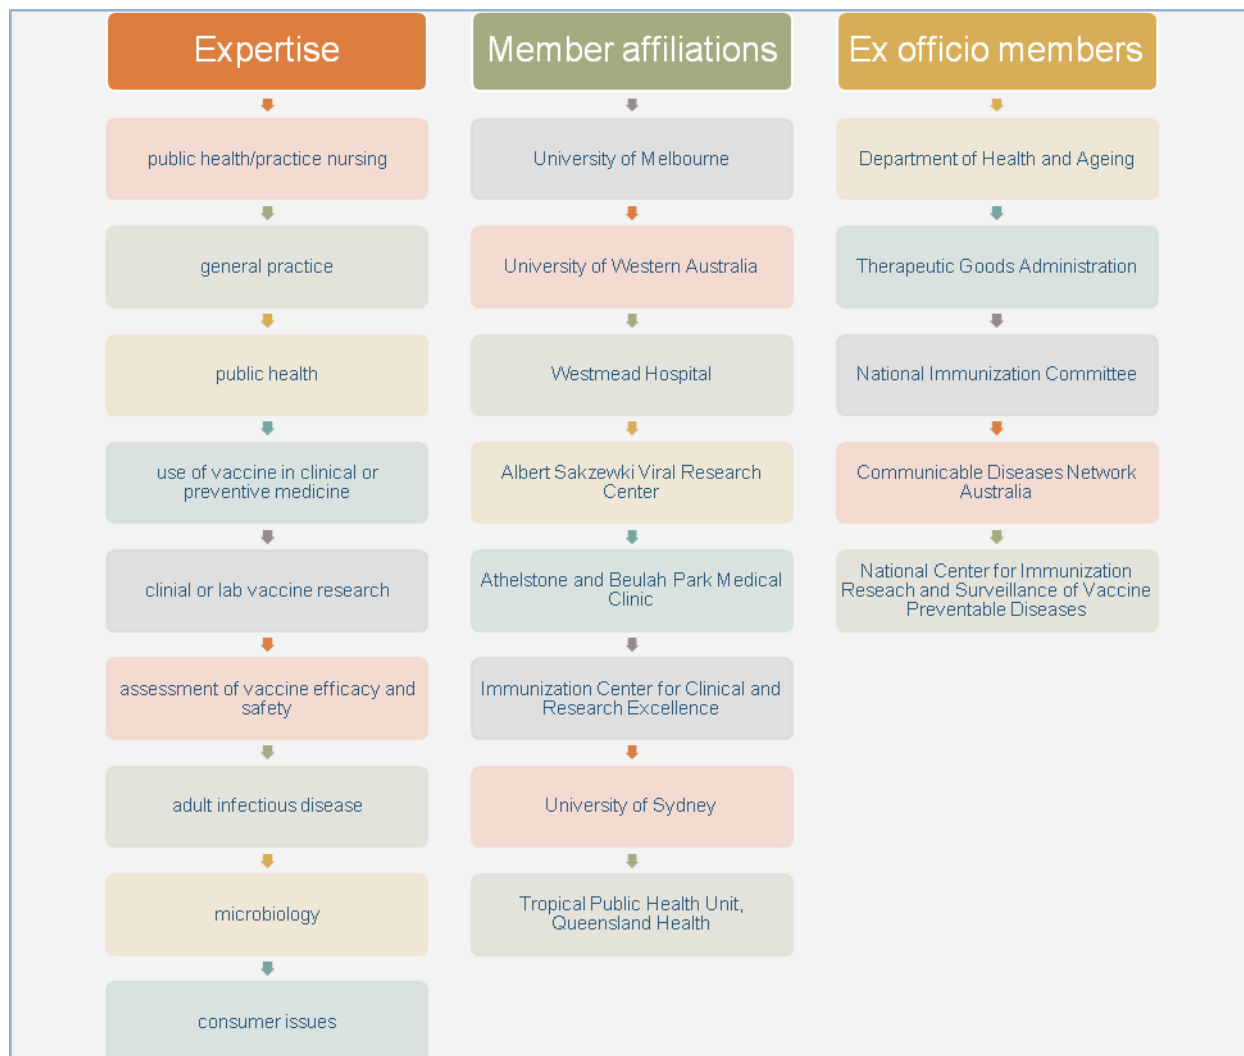 Expertise
public health/practice nursing
general practice
public health
use of vaccine in clinical or
preventive medicine
clinial or lab vaccine research
assessment of vaccine efficacy and
safety
adult infectious disease
microbiology
consumer issues
Member affiliations
University of Melbourne
University of Western Australia
Westmead Hospital
Albert Sakzewki Viral Research
Center
Athelstone and Beulah Park Medical
Clinic
Immunization Center for Clinical and
Research Excellence
University of Sydney
Tropical Public Health Unit,
Queensland Health
Ex officio members
Department of Health and Ageing
Therapeutic Goods Administration
National Immunization Committee
Communicable Diseases Network
Australia
National Center for Immunization
Reseach and Surveillance of Vaccine
Preventable Diseases